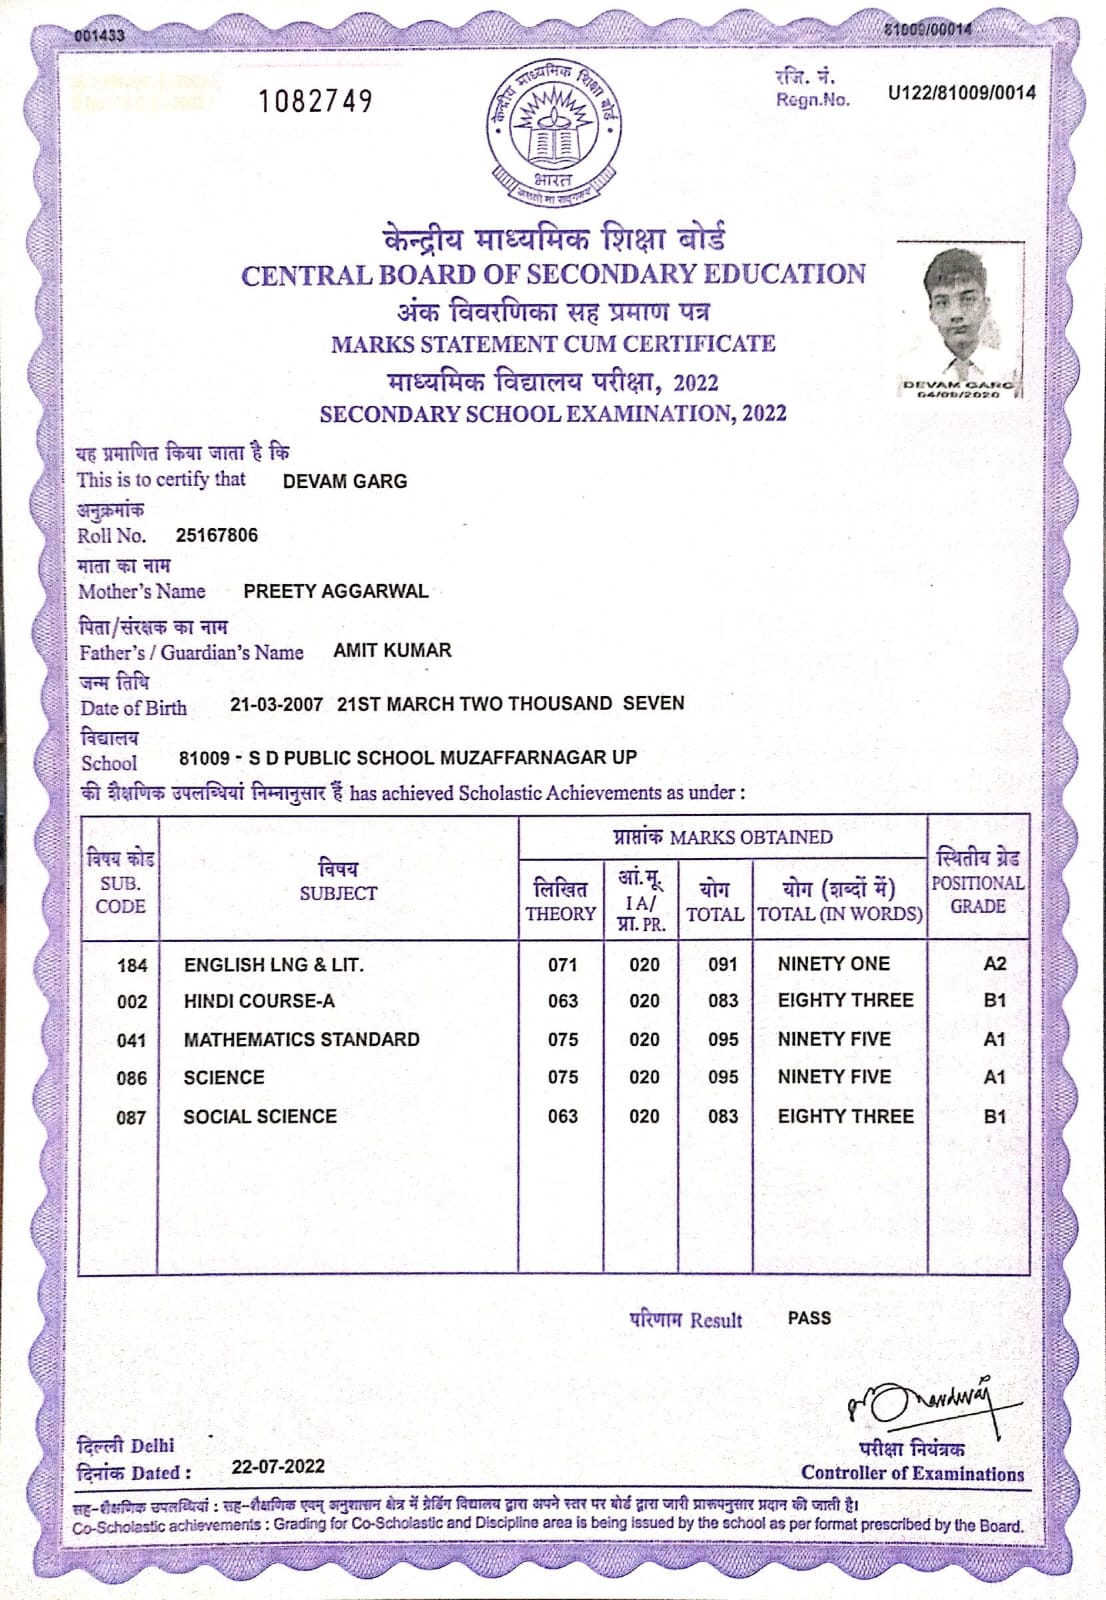 001433
81009/00014
1082749
रजि. नं.
Regn.No. U122/81009/0014
केन्द्रीय माध्यमिक शिक्षा बोर्ड
भारत
असतो मा सद्गमय
केन्द्रीय माध्यमिक शिक्षा बोर्ड
CENTRAL BOARD OF SECONDARY EDUCATION
अंक विवरणिका सह प्रमाण पत्र
MARKS STATEMENT CUM CERTIFICATE
माध्यमिक विद्यालय परीक्षा, 2022
SECONDARY SCHOOL EXAMINATION, 2022
DEVAM GARG
04/09/2020
यह प्रमाणित किया जाता है कि
This is to certify that DEVAM GARG
अनुक्रमांक
Roll No. 25167806
माता का नाम
Mother's Name PREETY AGGARWAL
पिता/संरक्षक का नाम
Father's / Guardian's Name AMIT KUMAR
जन्म तिथि
Date of Birth 21-03-2007 21ST MARCH TWO THOUSAND SEVEN
विद्यालय
School 81009 - S D PUBLIC SCHOOL MUZAFFARNAGAR UP
की शैक्षणिक उपलब्धियां निम्नानुसार हैं has achieved Scholastic Achievements as under :
विषय कोड
SUB.
CODE
विषय
SUBJECT
प्राप्तांक MARKS OBTAINED
लिखित
THEORY
आं.मू.
I A/
प्रा. PR.
योग
TOTAL
योग (शब्दों में)
TOTAL (IN WORDS)
स्थितीय ग्रेड
POSITIONAL
GRADE
184 ENGLISH LNG & LIT. 071 020 091 NINETY ONE A2
002 HINDI COURSE-A 063 020 083 EIGHTY THREE B1
041 MATHEMATICS STANDARD 075 020 095 NINETY FIVE A1
086 SCIENCE 075 020 095 NINETY FIVE A1
087 SOCIAL SCIENCE 063 020 083 EIGHTY THREE B1
परिणाम Result PASS
दिल्ली Delhi
दिनांक Dated : 22-07-2022
परीक्षा नियंत्रक
Controller of Examinations
सह-शैक्षणिक उपलब्धियां : सह-शैक्षणिक एवम् अनुशासन क्षेत्र में ग्रेडिंग विद्यालय द्वारा अपने स्तर पर बोर्ड द्वारा जारी प्रारूपनुसार प्रदान की जाती है।
Co-Scholastic achievements : Grading for Co-Scholastic and Discipline area is being issued by the school as per format prescribed by the Board.